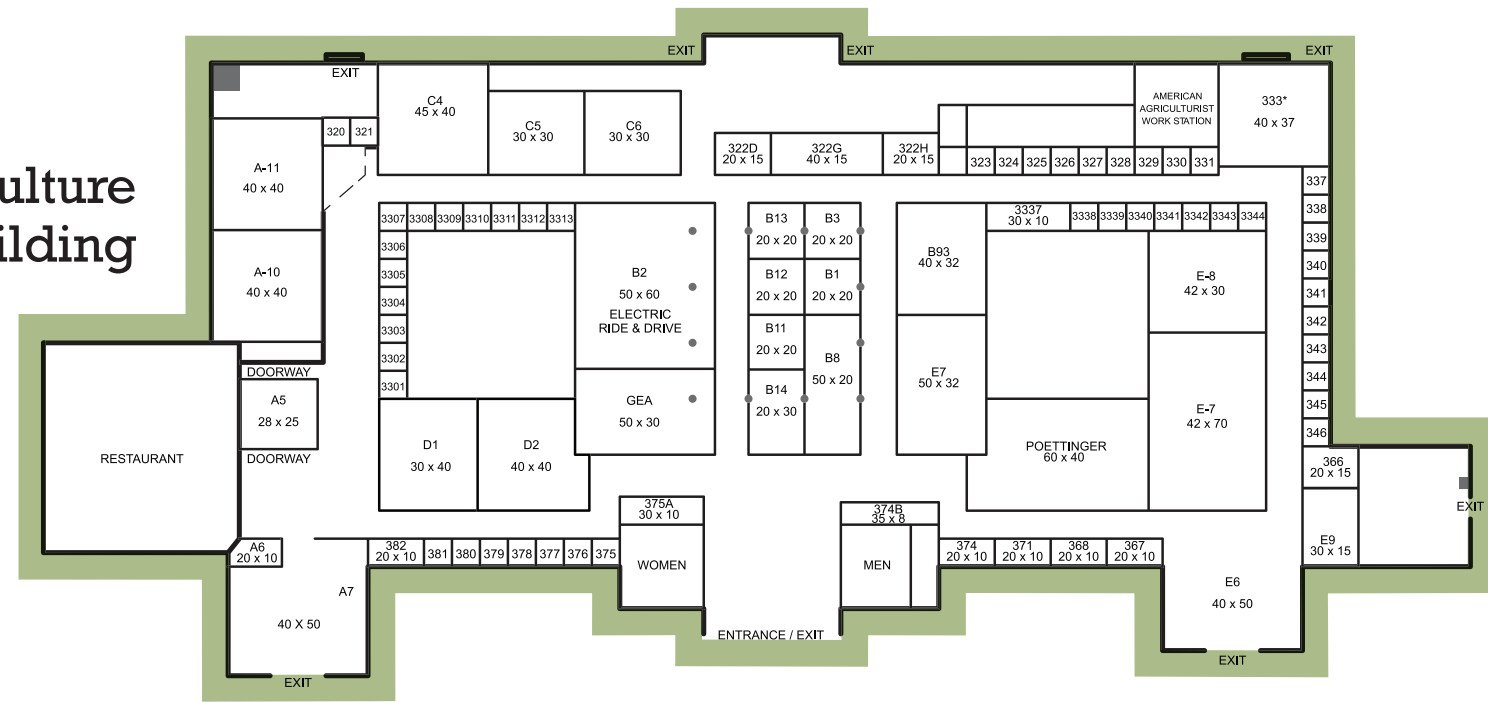 ulture
ilding
EXIT
EXIT
EXIT
EXIT
C4
45 x 40
C5
30 x 30
C6
30 x 30
AMERICAN
AGRICULTURIST
WORK STATION
333*
40 x 37
320
321
322D
20 x 15
322G
40 x 15
322H
20 x 15
323
324
325
326
327
328
329
330
331
A-11
40 x 40
A-10
40 x 40
337
338
339
340
341
342
343
344
345
346
3307
3308
3309
3310
3311
3312
3313
3306
3305
3304
3303
3302
3301
B2
50 x 60
ELECTRIC
RIDE & DRIVE
GEA
50 x 30
B13
20 x 20
B3
20 x 20
B12
20 x 20
B1
20 x 20
B11
20 x 20
B8
50 x 20
B14
20 x 30
B93
40 x 32
3337
30 x 10
3338
3339
3340
3341
3342
3343
3344
E-8
42 x 30
E7
50 x 32
E-7
42 x 70
POETTINGER
60 x 40
DOORWAY
A5
28 x 25
DOORWAY
RESTAURANT
D1
30 x 40
D2
40 x 40
366
20 x 15
E9
30 x 15
EXIT
375A
30 x 10
374B
35 x 8
A6
20 x 10
382
20 x 10
381
380
379
378
377
376
375
WOMEN
MEN
374
20 x 10
371
20 x 10
368
20 x 10
367
20 x 10
A7
40 X 50
E6
40 x 50
ENTRANCE / EXIT
EXIT
EXIT